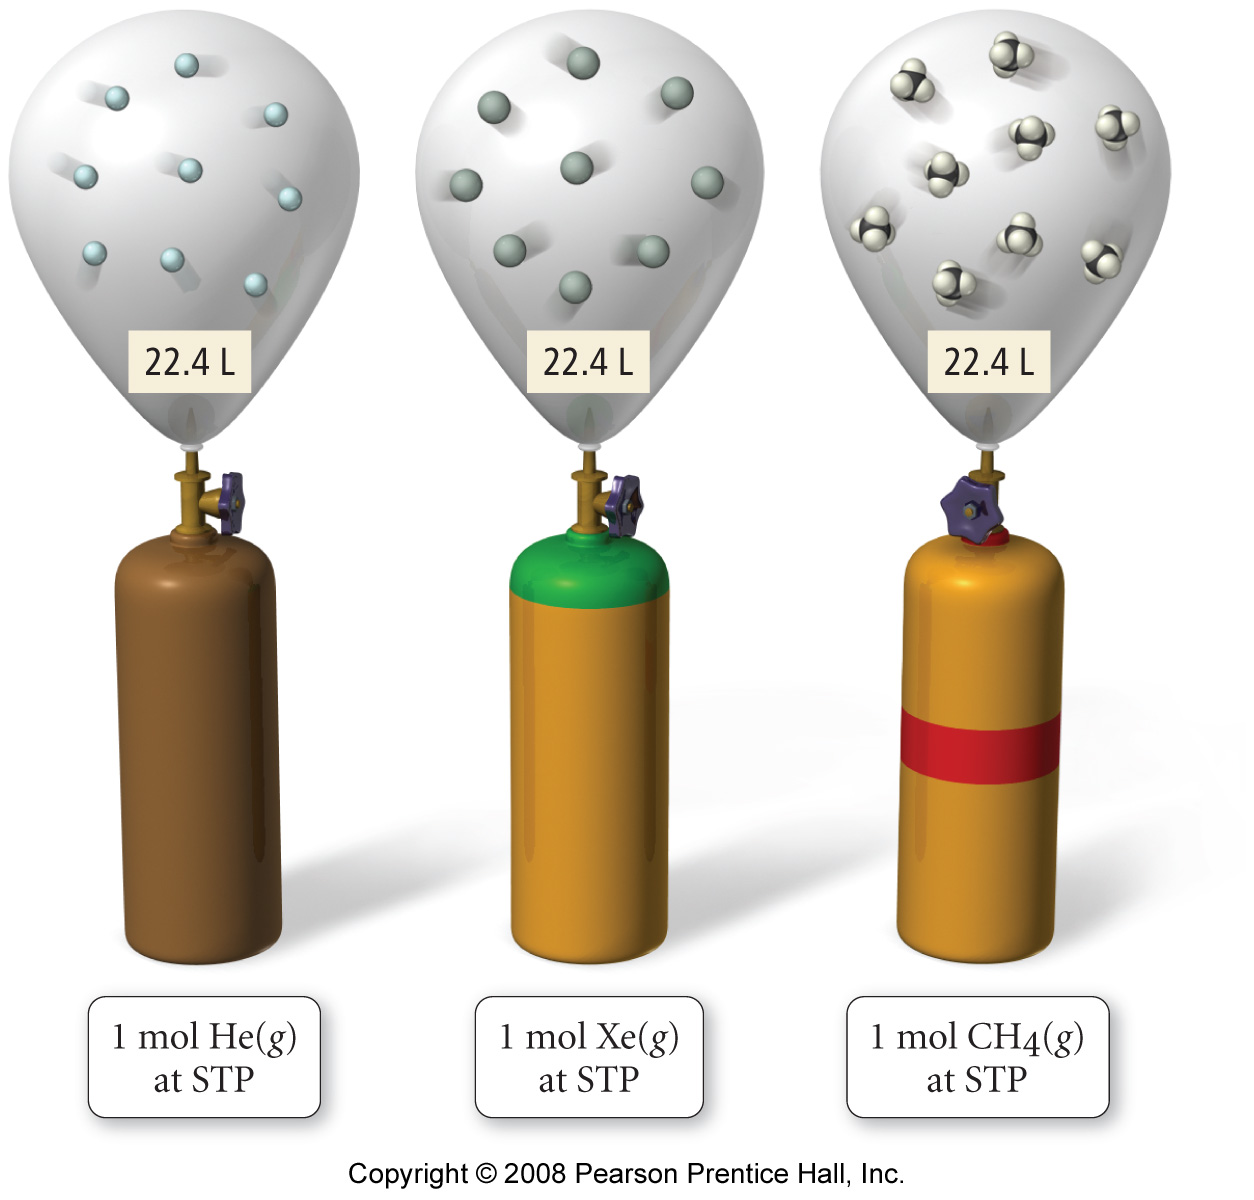 22.4 L
22.4 L
22.4 L
1 mol He(g)
at STP
1 mol Xe(g)
at STP
1 mol CH4(g)
at STP
Copyright © 2008 Pearson Prentice Hall, Inc.